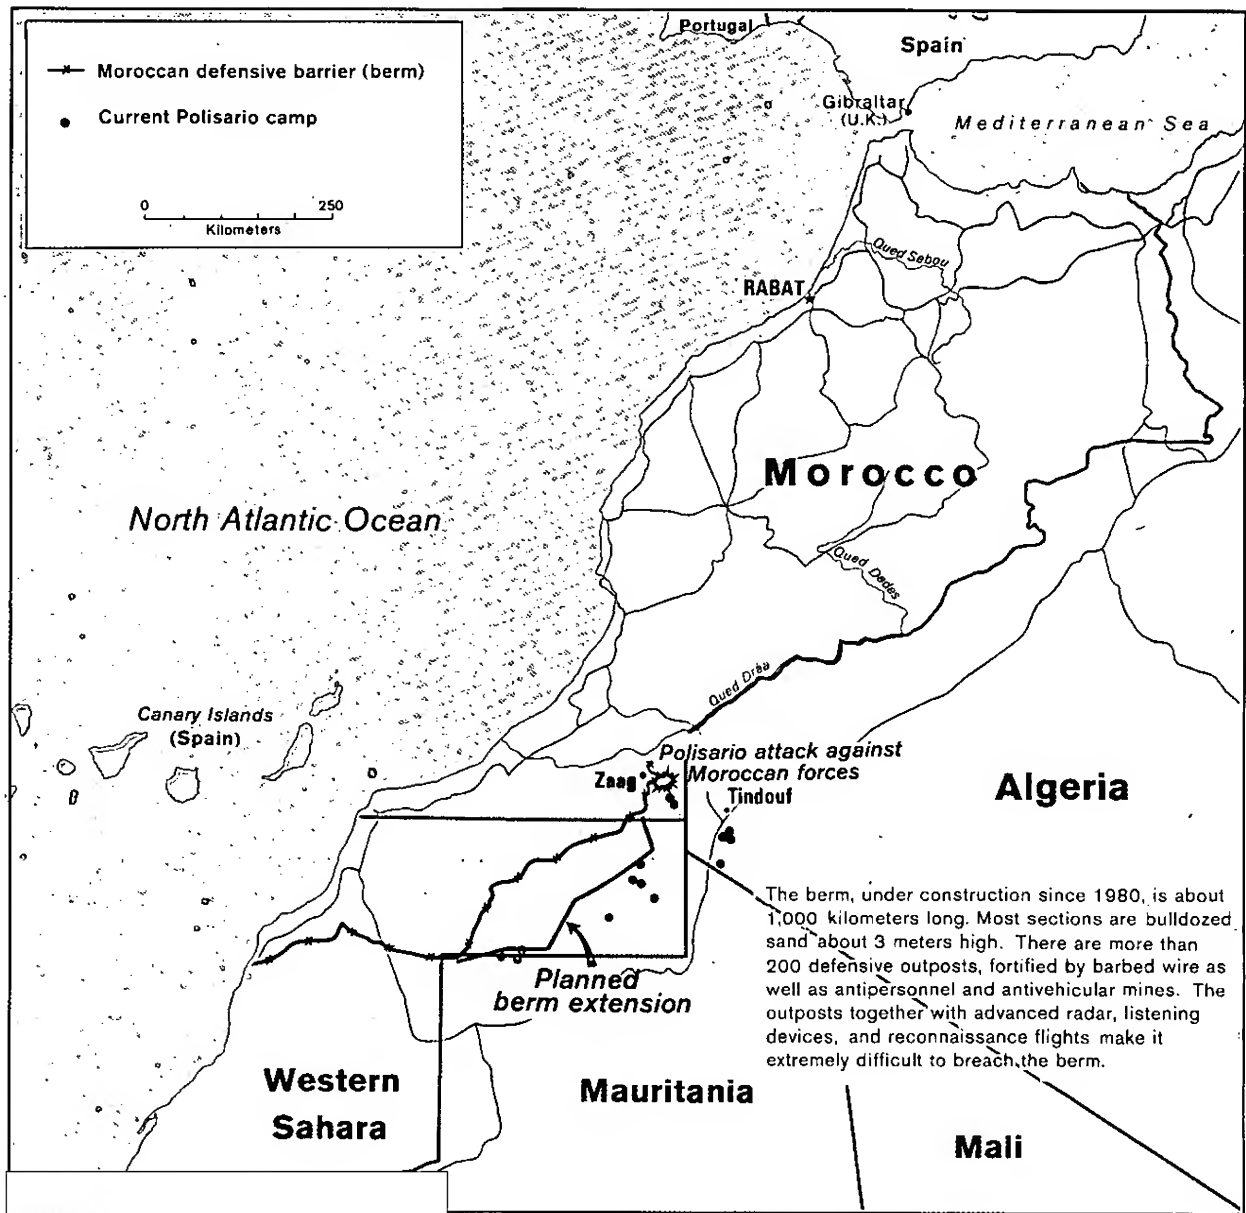 Moroccan defensive barrier (berm)
Current Polisario camp
0 250
Kilometers
Portugal
Spain
Gibraltar
(U.K.)
Mediterranean Sea
Qued Sebou
RABAT
Morocco
North Atlantic Ocean
Qued Dades
Qued Drâa
Canary Islands
(Spain)
Polisario attack against
Moroccan forces
Zaag
Tindouf
Algeria
The berm, under construction since 1980, is about
1,000 kilometers long. Most sections are bulldozed
sand about 3 meters high. There are more than
200 defensive outposts, fortified by barbed wire as
well as antipersonnel and antivehicular mines. The
outposts together with advanced radar, listening
devices, and reconnaissance flights make it
extremely difficult to breach the berm.
Planned
berm extension
Western
Sahara
Mauritania
Mali